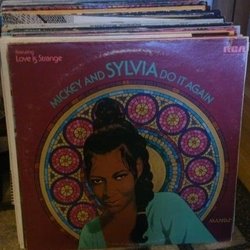 featuring
Love Is Strange
RCA
MICKEY AND SYLVIA DO IT AGAIN